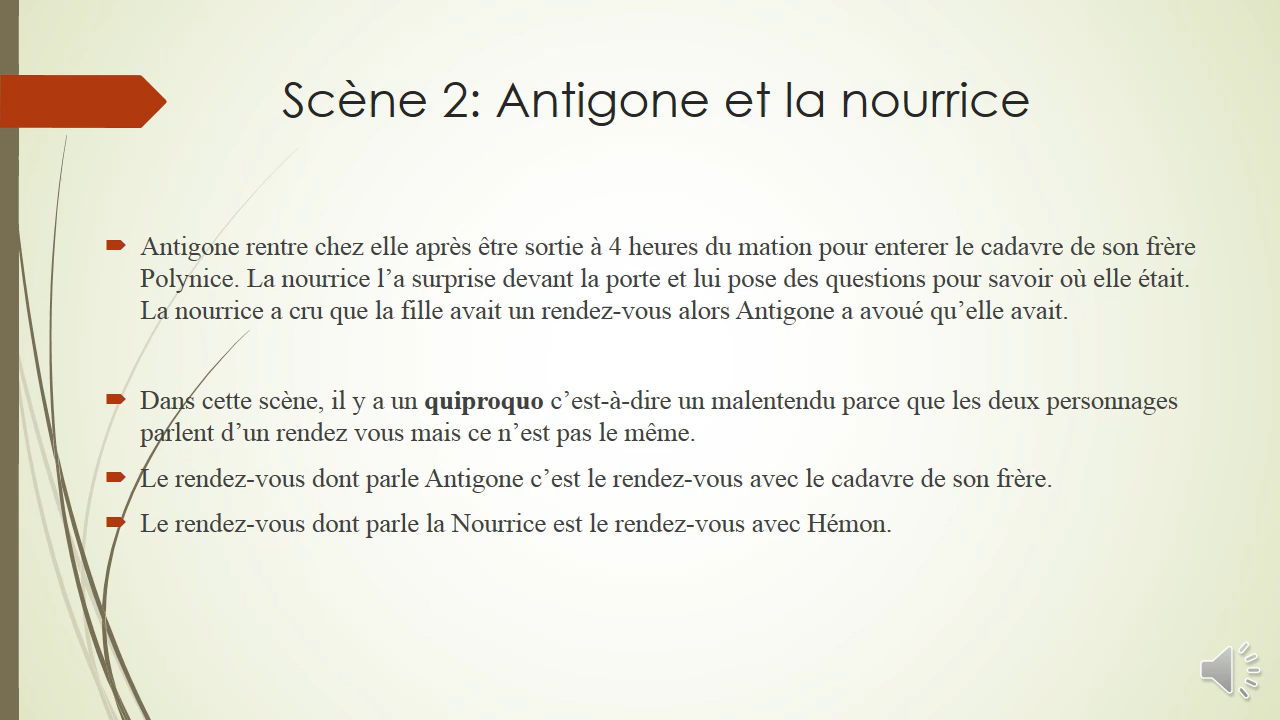 Scène 2: Antigone et la nourrice
Antigone rentre chez elle après être sortie à 4 heures du mation pour enterer le cadavre de son frère
Polynice. La nourrice l’a surprise devant la porte et lui pose des questions pour savoir où elle était.
La nourrice a cru que la fille avait un rendez-vous alors Antigone a avoué qu’elle avait.
Dans cette scène, il y a un quiproquo c’est-à-dire un malentendu parce que les deux personnages
parlent d’un rendez vous mais ce n’est pas le même.
Le rendez-vous dont parle Antigone c’est le rendez-vous avec le cadavre de son frère.
Le rendez-vous dont parle la Nourrice est le rendez-vous avec Hémon.